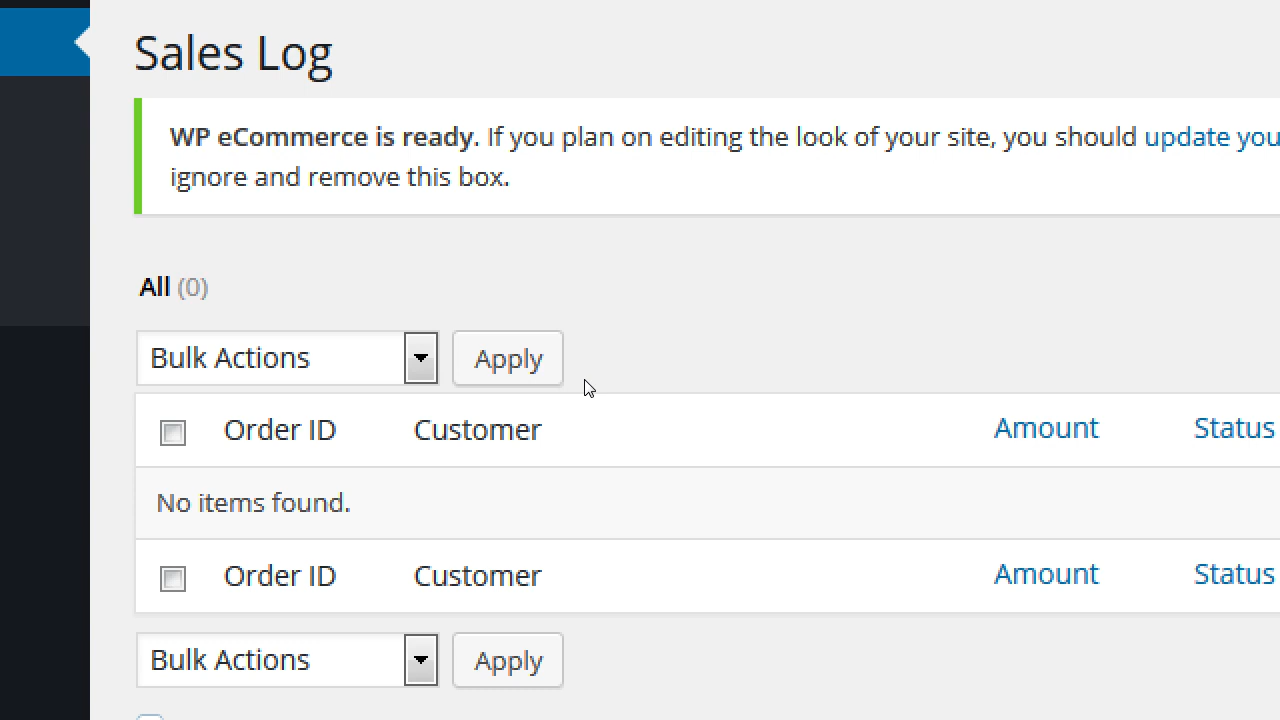 Sales Log
WP eCommerce is ready. If you plan on editing the look of your site, you should update you
ignore and remove this box.
All (0)
Bulk Actions Apply
Order ID Customer Amount Status
No items found.
Order ID Customer Amount Status
Bulk Actions Apply